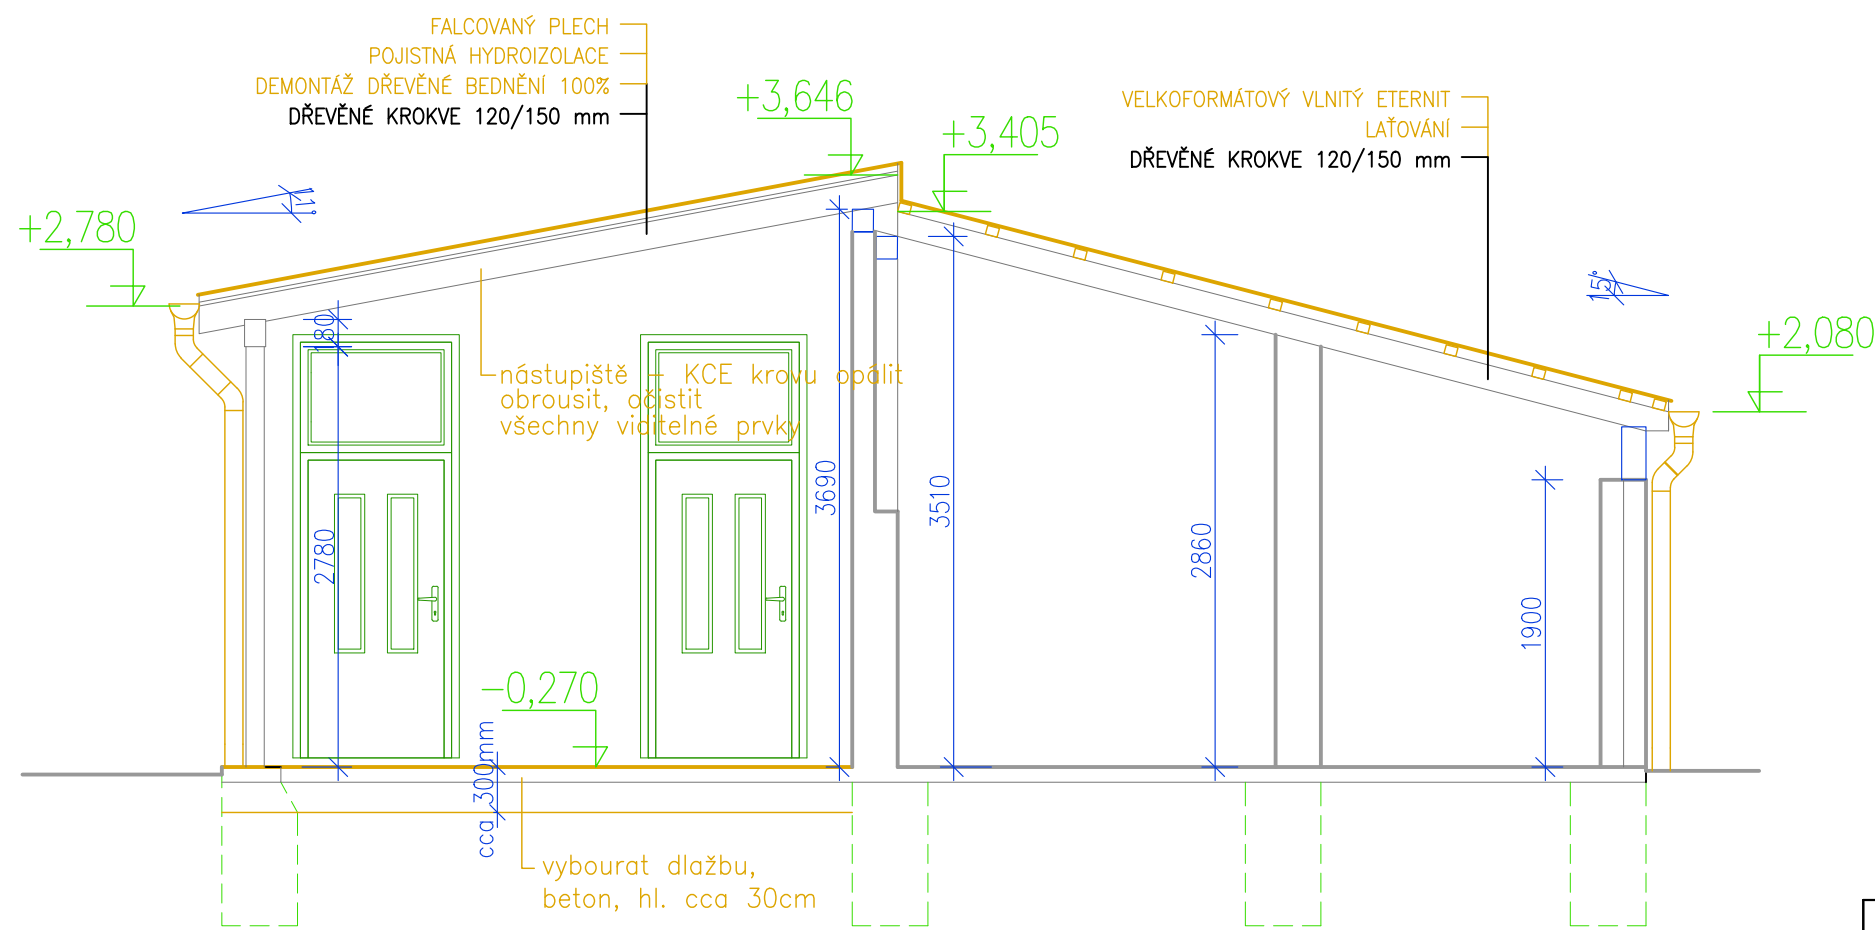 FALCOVANÝ PLECH
POJISTNÁ HYDROIZOLACE
DEMONTÁŽ DŘEVĚNÉ BEDNĚNÍ 100%
DŘEVĚNÉ KROKVE 120/150 mm
+3,646
+3,405
VELKOFORMÁTOVÝ VLNITÝ ETERNIT
LAŤOVÁNÍ
DŘEVĚNÉ KROKVE 120/150 mm
11°
+2,780
15°
+2,080
180
nástupiště – KCE krovu opálit
obrousit, očistit
všechny viditelné prvky
3690
3510
2780
2860
1900
-0,270
cca 300mm
vybourat dlažbu,
beton, hl. cca 30cm